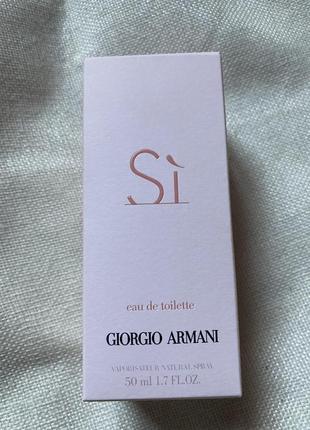 Sì
eau de toilette
GIORGIO ARMANI
VAPORISATEUR NATURAL SPRAY
50 ml 1.7 FL.OZ.